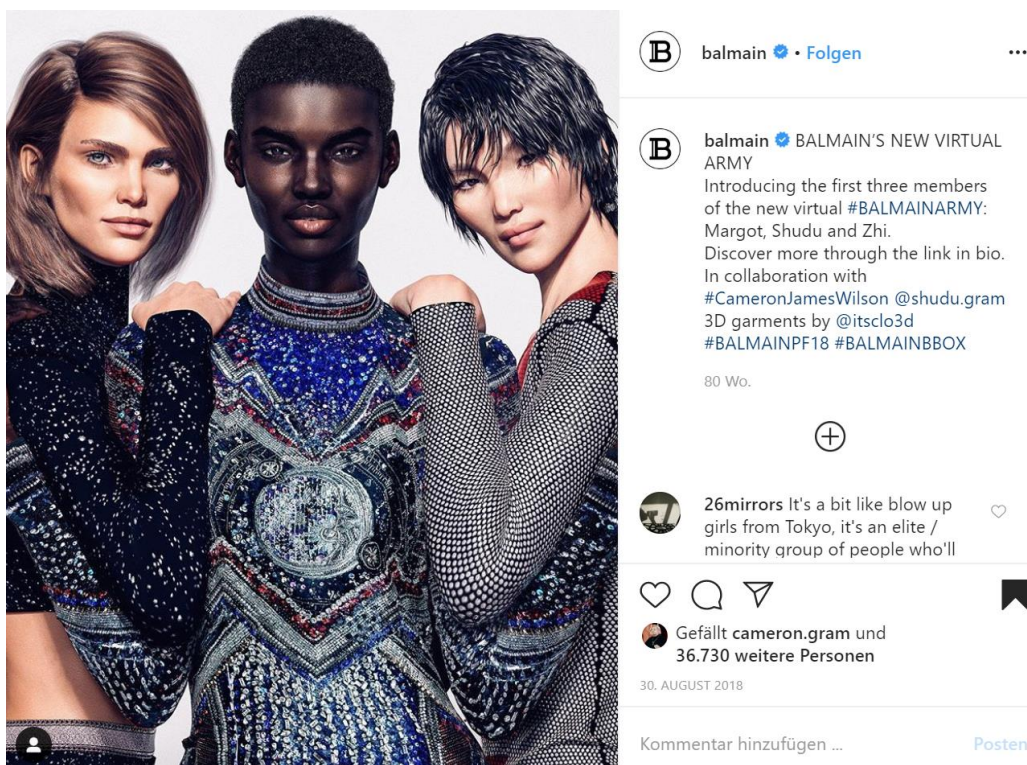 balmain • Folgen
balmain BALMAIN’S NEW VIRTUAL
ARMY
Introducing the first three members
of the new virtual #BALMAINARMY:
Margot, Shudu and Zhi.
Discover more through the link in bio.
In collaboration with
#CameronJamesWilson @shudu.gram
3D garments by @itsclo3d
#BALMAINPF18 #BALMAINBBOX
80 Wo.
26mirrors It's a bit like blow up
girls from Tokyo, it's an elite /
minority group of people who'll
Gefällt cameron.gram und
36.730 weitere Personen
30. AUGUST 2018
Kommentar hinzufügen ...
Posten